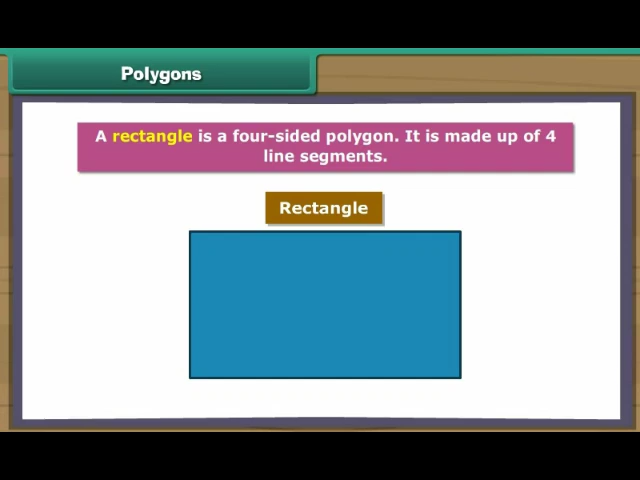 Polygons
A rectangle is a four-sided polygon. It is made up of 4
line segments.
Rectangle